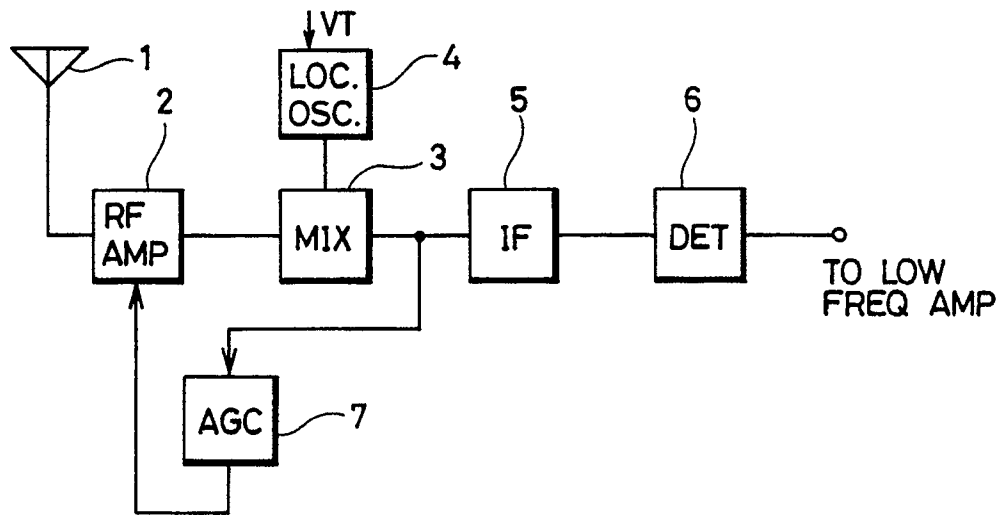 VT
1
LOC.
OSC.
4
2
3
5
6
RF
AMP
MIX
IF
DET
TO LOW
FREQ AMP
AGC
7